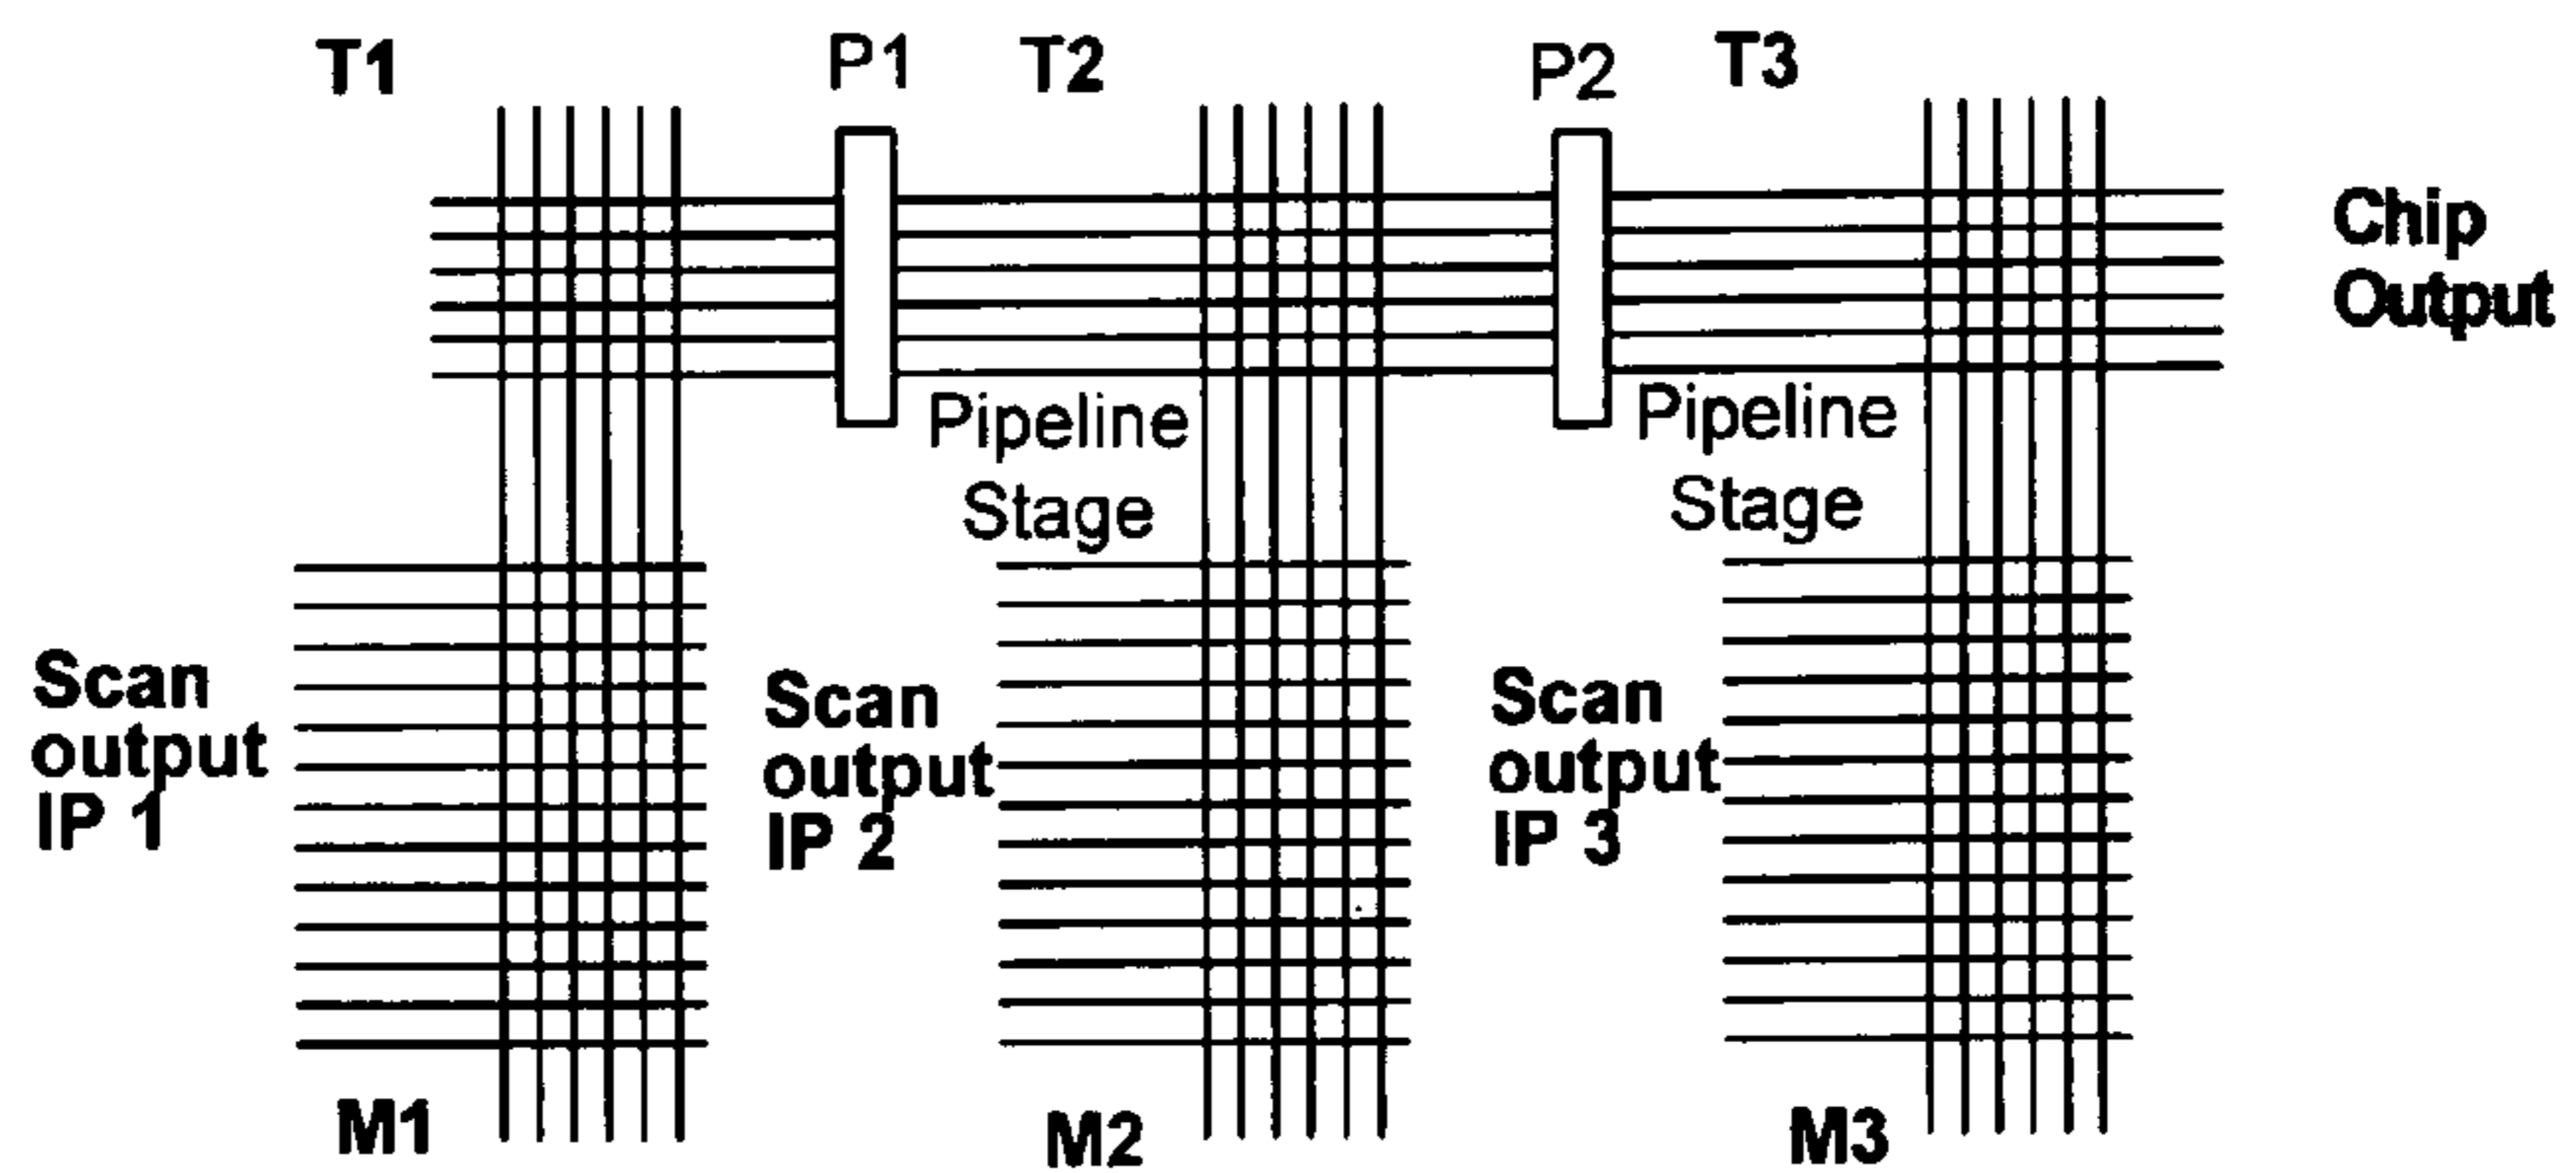 T1
P1
T2
P2
T3
Chip
Output
Pipeline
Stage
Pipeline
Stage
Scan
output
IP 1
Scan
output
IP 2
Scan
output
IP 3
M1
M2
M3